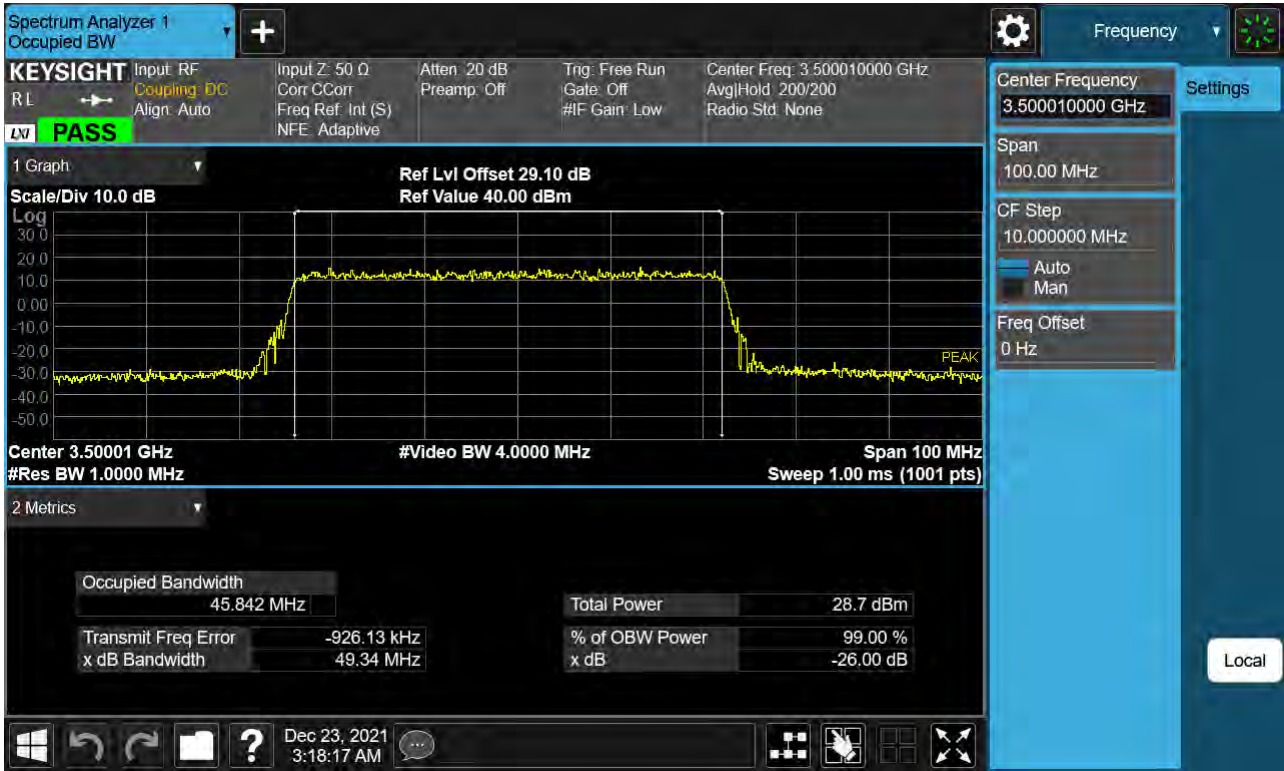 Spectrum Analyzer 1
Occupied BW
+
Frequency
KEYSIGHT
R L
LXI
PASS
Input: RF
Coupling: DC
Align: Auto
Input Z: 50 Ω
Corr CCorr
Freq Ref: Int (S)
NFE: Adaptive
Atten: 20 dB
Preamp: Off
Trig: Free Run
Gate: Off
#IF Gain: Low
Center Freq: 3.500010000 GHz
Avg|Hold: 200/200
Radio Std: None
Center Frequency
3.500010000 GHz
Settings
Span
100.00 MHz
CF Step
10.000000 MHz
Auto
Man
Freq Offset
0 Hz
1 Graph
Scale/Div 10.0 dB
Ref Lvl Offset 29.10 dB
Ref Value 40.00 dBm
Log
30.0
20.0
10.0
0.00
-10.0
-20.0
-30.0
-40.0
-50.0
PEAK
Center 3.50001 GHz
#Video BW 4.0000 MHz
Span 100 MHz
#Res BW 1.0000 MHz
Sweep 1.00 ms (1001 pts)
2 Metrics
Occupied Bandwidth
45.842 MHz
Total Power
28.7 dBm
Transmit Freq Error
-926.13 kHz
% of OBW Power
99.00 %
x dB Bandwidth
49.34 MHz
x dB
-26.00 dB
Local
?
Dec 23, 2021
3:18:17 AM